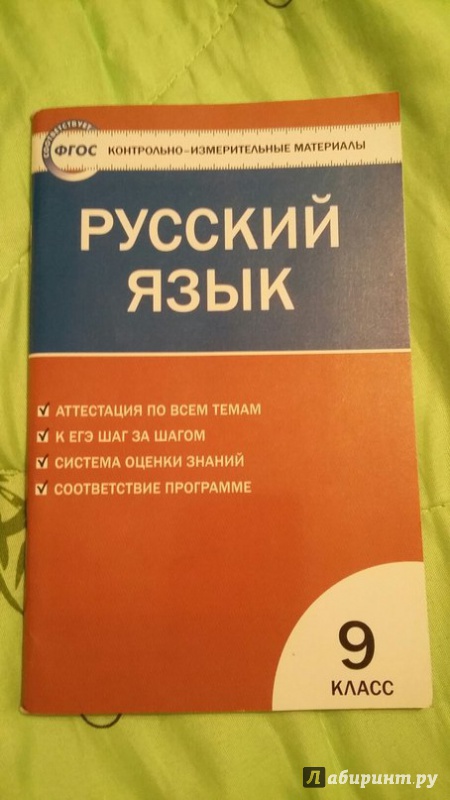 СООТВЕТСТВУЕТ
ФГОС
КОНТРОЛЬНО-ИЗМЕРИТЕЛЬНЫЕ МАТЕРИАЛЫ
РУССКИЙ
ЯЗЫК
АТТЕСТАЦИЯ ПО ВСЕМ ТЕМАМ
К ЕГЭ ШАГ ЗА ШАГОМ
СИСТЕМА ОЦЕНКИ ЗНАНИЙ
СООТВЕТСТВИЕ ПРОГРАММЕ
9
КЛАСС
Лабиринт.ру